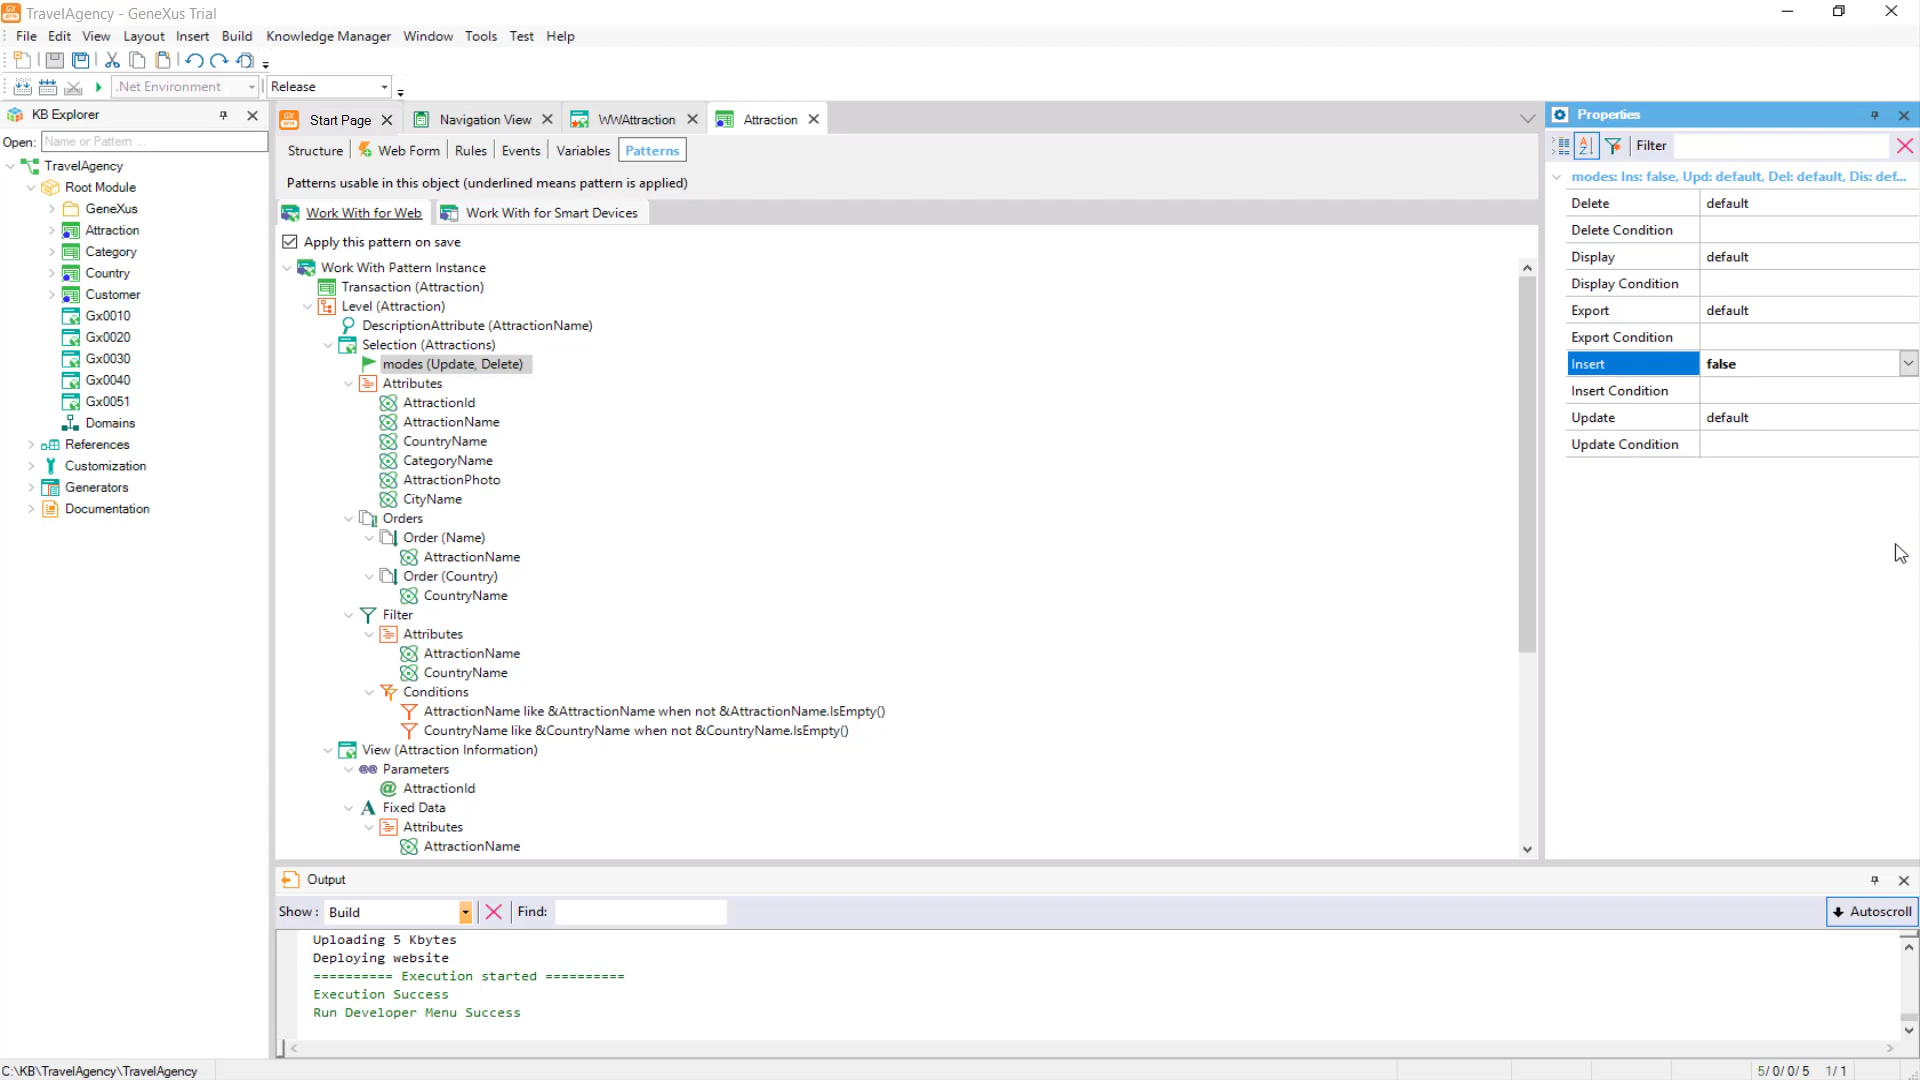 TravelAgency - GeneXus Trial
File Edit View Layout Insert Build Knowledge Manager Window Tools Test Help
.Net Environment Release
KB Explorer
Open: Name or Pattern ...
TravelAgency
Root Module
GeneXus
Attraction
Category
Country
Customer
Gx0010
Gx0020
Gx0030
Gx0040
Gx0051
Domains
References
Customization
Generators
Documentation
Start Page Navigation View WWAttraction Attraction
Structure Web Form Rules Events Variables Patterns
Patterns usable in this object (underlined means pattern is applied)
Work With for Web Work With for Smart Devices
Apply this pattern on save
Work With Pattern Instance
Transaction (Attraction)
Level (Attraction)
DescriptionAttribute (AttractionName)
Selection (Attractions)
modes (Update, Delete)
Attributes
AttractionId
AttractionName
CountryName
CategoryName
AttractionPhoto
CityName
Orders
Order (Name)
AttractionName
Order (Country)
CountryName
Filter
Attributes
AttractionName
CountryName
Conditions
AttractionName like &AttractionName when not &AttractionName.IsEmpty()
CountryName like &CountryName when not &CountryName.IsEmpty()
View (Attraction Information)
Parameters
AttractionId
Fixed Data
Attributes
AttractionName
Properties
Filter
modes: Ins: false, Upd: default, Del: default, Dis: def...
Delete default
Delete Condition
Display default
Display Condition
Export default
Export Condition
Insert false
Insert Condition
Update default
Update Condition
Output
Show : Build Find: Autoscroll
Uploading 5 Kbytes
Deploying website
========== Execution started ==========
Execution Success
Run Developer Menu Success
C:\KB\TravelAgency\TravelAgency 5/0/0/5 1/1